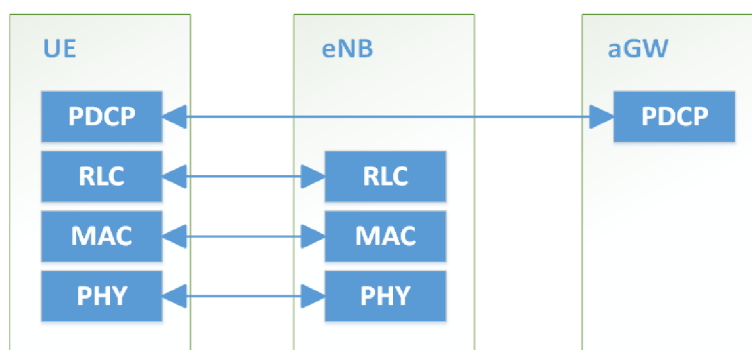 UE eNB aGW
PDCP PDCP
RLC RLC
MAC MAC
PHY PHY